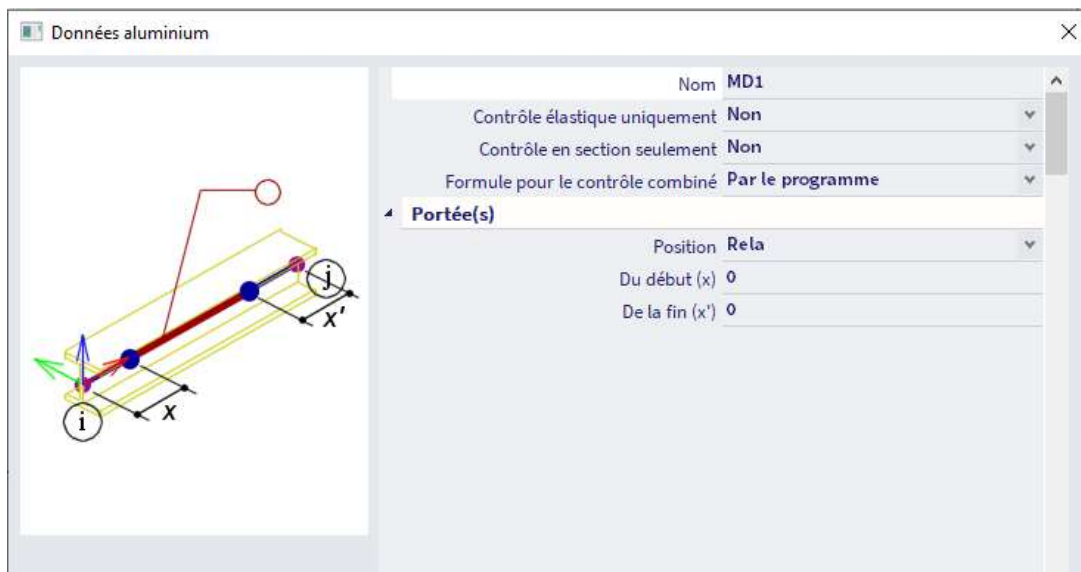 Données aluminium
Nom MD1
Contrôle élastique uniquement Non
Contrôle en section seulement Non
Formule pour le contrôle combiné Par le programme
Portée(s)
Position Rela
Du début (x) 0
De la fin (x') 0
j
x'
x
i